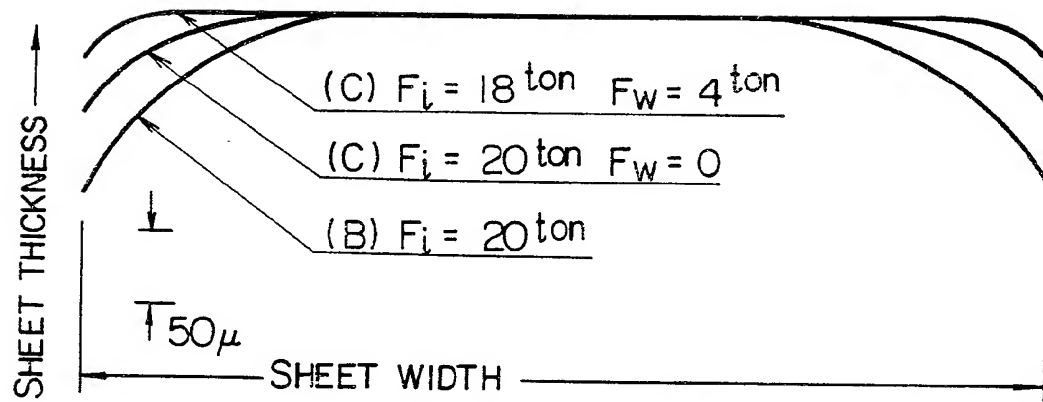 (C) Fi = 18 ton Fw = 4 ton
(C) Fi = 20 ton Fw = 0
(B) Fi = 20 ton
50μ
SHEET WIDTH
SHEET THICKNESS